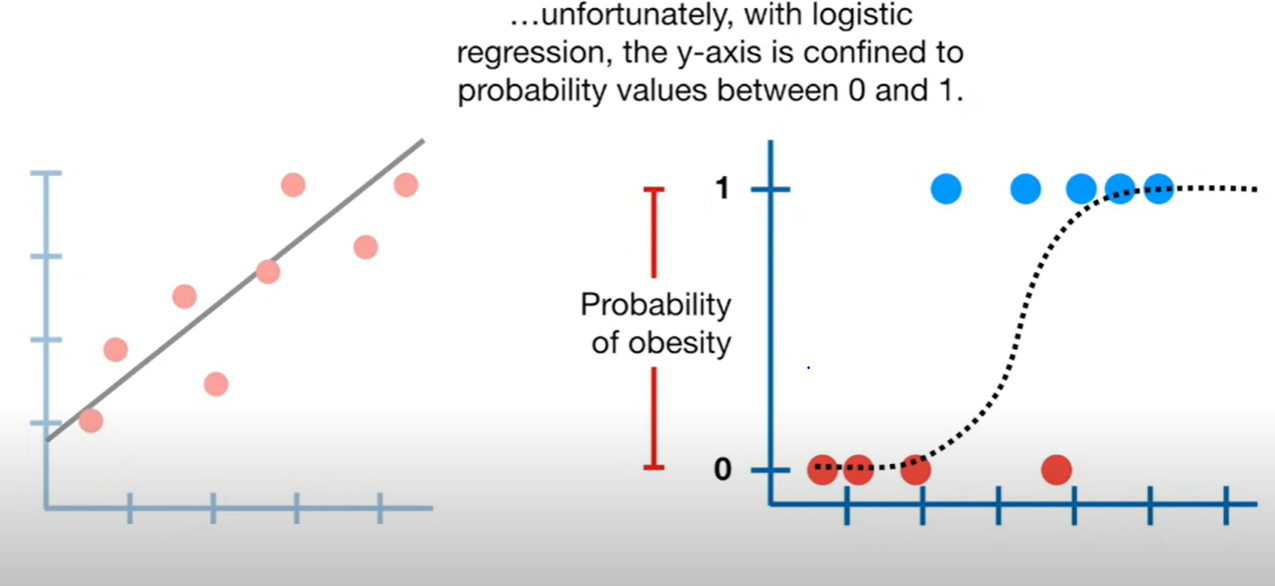 ...unfortunately, with logistic
regression, the y-axis is confined to
probability values between 0 and 1.
1
Probability
of obesity
0